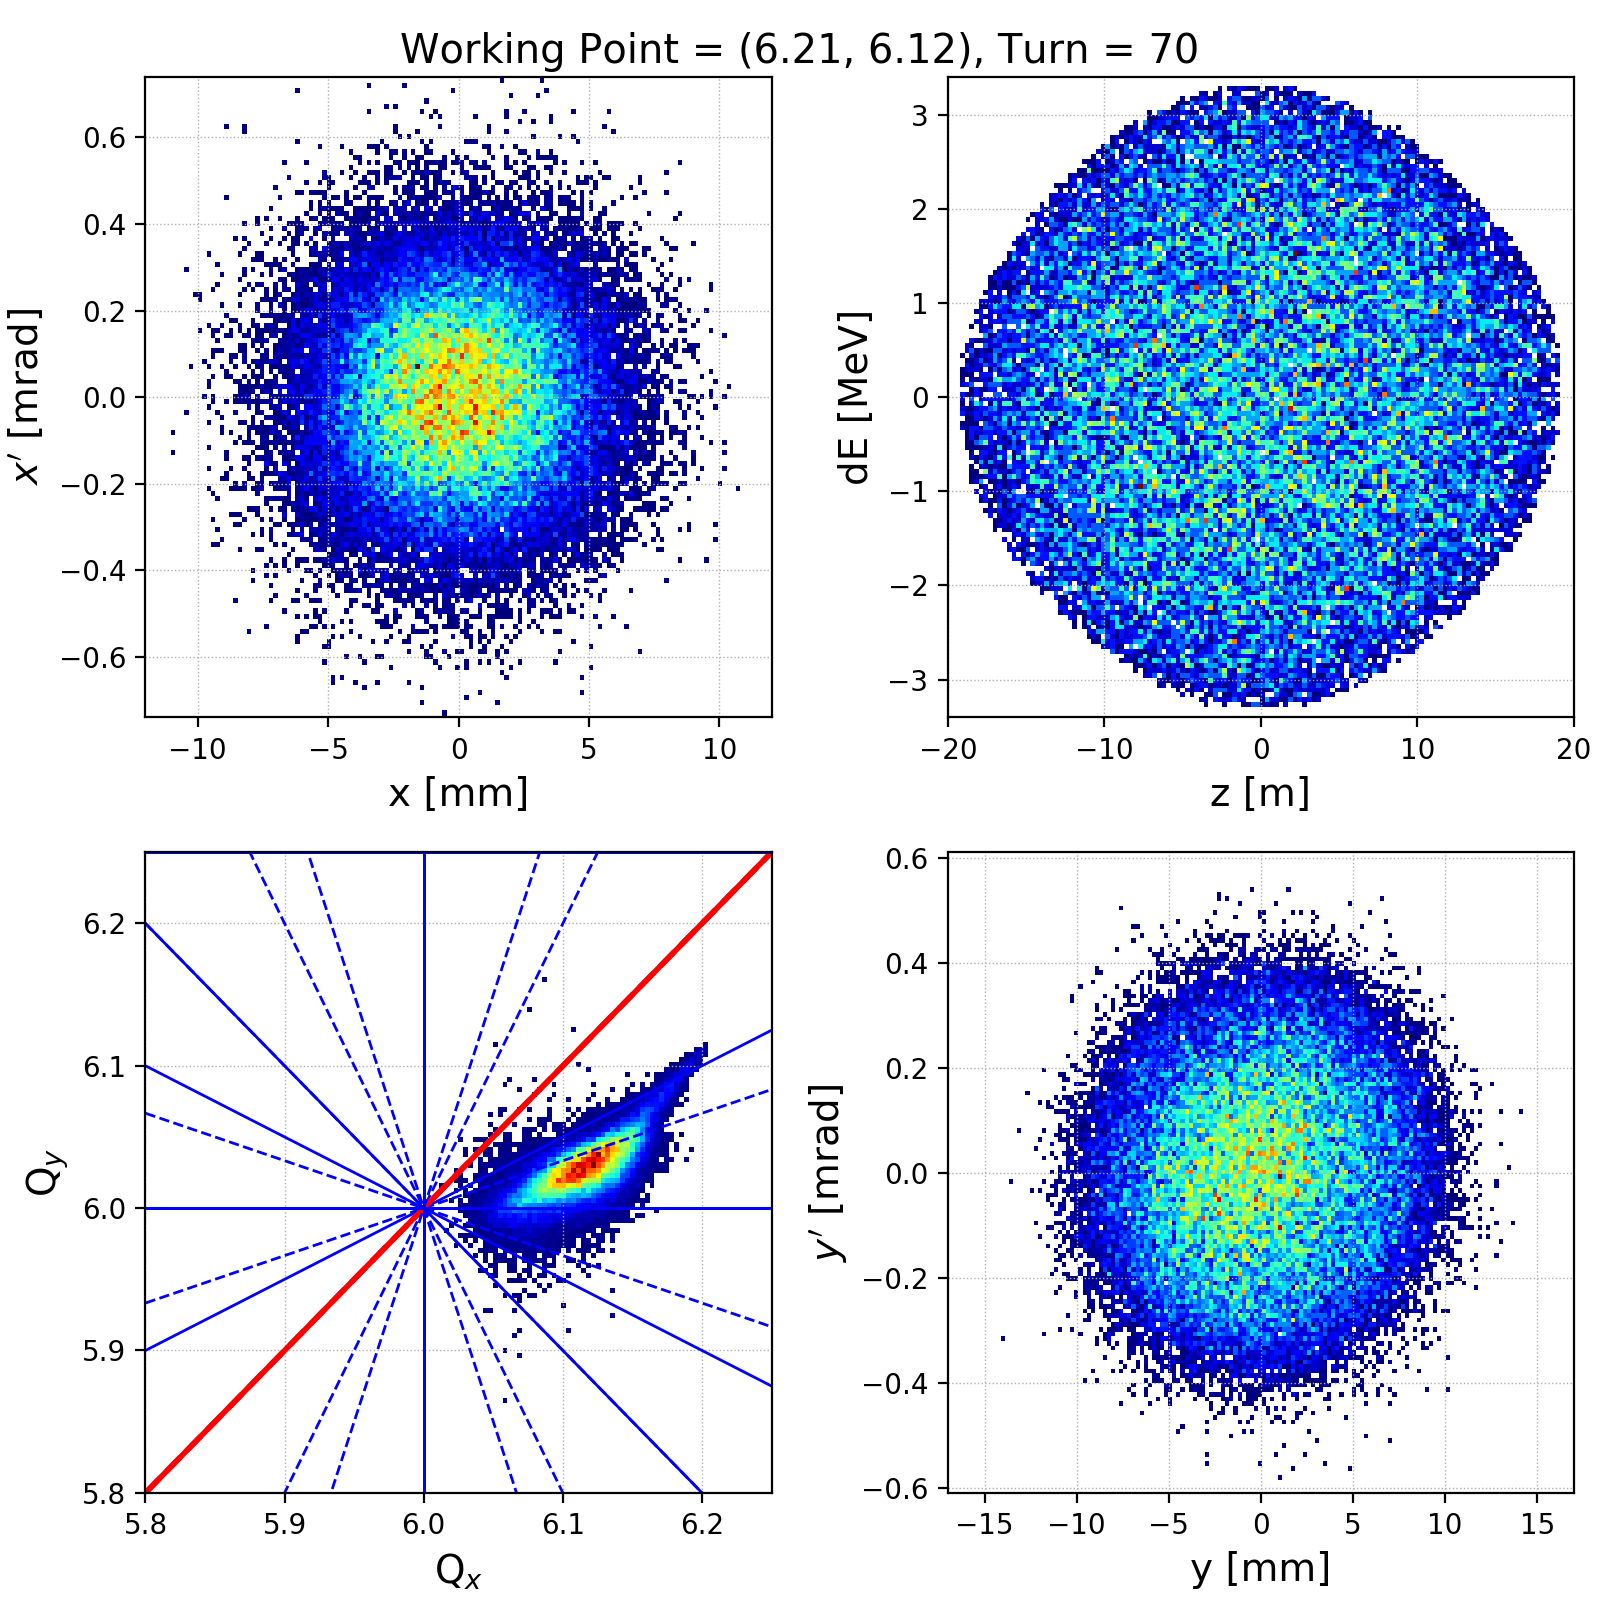 Working Point = (6.21, 6.12), Turn = 70
0.6
0.4
0.2
0.0
−0.2
−0.4
−0.6
x′ [mrad]
−10 −5 0 5 10
x [mm]
3
2
1
0
−1
−2
−3
dE [MeV]
−20 −10 0 10 20
z [m]
6.2
6.1
6.0
5.9
5.8
Qy
5.8 5.9 6.0 6.1 6.2
Qx
0.6
0.4
0.2
0.0
−0.2
−0.4
−0.6
y′ [mrad]
−15 −10 −5 0 5 10 15
y [mm]